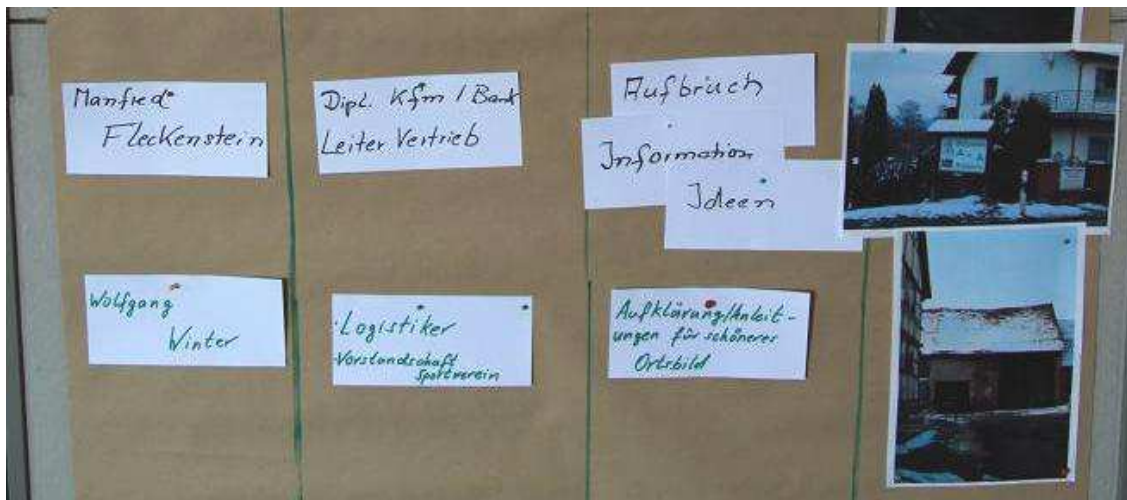 Manfred
Fleckenstein
Dipl. Kfm / Bank
Leiter Vertrieb
Aufbruch
Information
Ideen
Wolfgang
Winter
·Logistiker
·Vorstandschaft
Sportverein
Aufklärung/Anleit-
ungen für schönerer
Ortsbild